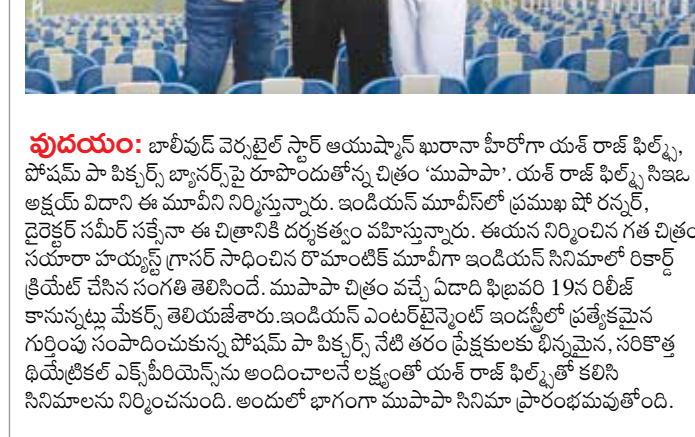 వుదయం: బాలీవుడ్ వెర్సటైల్ స్టార్ ఆయుష్మాన్ ఖురానా హీరోగా యశ్ రాజ్ ఫిల్మ్స్,
పోషమ్ పా పిక్చర్స్ బ్యానర్స్‌పై రూపొందుతోన్న చిత్రం ‘ముపాపా’. యశ్ రాజ్ ఫిల్మ్స్ సిఇఒ
అక్షయ్ విదాని ఈ మూవీని నిర్మిస్తున్నారు. ఇండియన్ మూవీస్‌లో ప్రముఖ షో రన్నర్,
డైరెక్టర్ సమీర్ సక్సేనా ఈ చిత్రానికి దర్శకత్వం వహిస్తున్నారు. ఈయన నిర్మించిన గత చిత్రం
సయారా హయ్యస్ట్ గ్రాసర్ సాధించిన రొమాంటిక్ మూవీగా ఇండియన్ సినిమాలో రికార్డ్
క్రియేట్ చేసిన సంగతి తెలిసిందే. ముపాపా చిత్రం వచ్చే ఏడాది ఫిబ్రవరి 19న రిలీజ్
కానున్నట్లు మేకర్స్ తెలియజేశారు.ఇండియన్ ఎంటర్‌టైన్మెంట్ ఇండస్ట్రీలో ప్రత్యేకమైన
గుర్తింపు సంపాదించుకున్న పోషమ్ పా పిక్చర్స్ నేటి తరం ప్రేక్షకులకు భిన్నమైన, సరికొత్త
థియేట్రికల్ ఎక్స్‌పీరియెన్స్‌ను అందించాలనే లక్ష్యంతో యశ్ రాజ్ ఫిల్మ్స్‌తో కలిసి
సినిమాలను నిర్మించనుంది. అందులో భాగంగా ముపాపా సినిమా ప్రారంభమవుతోంది.